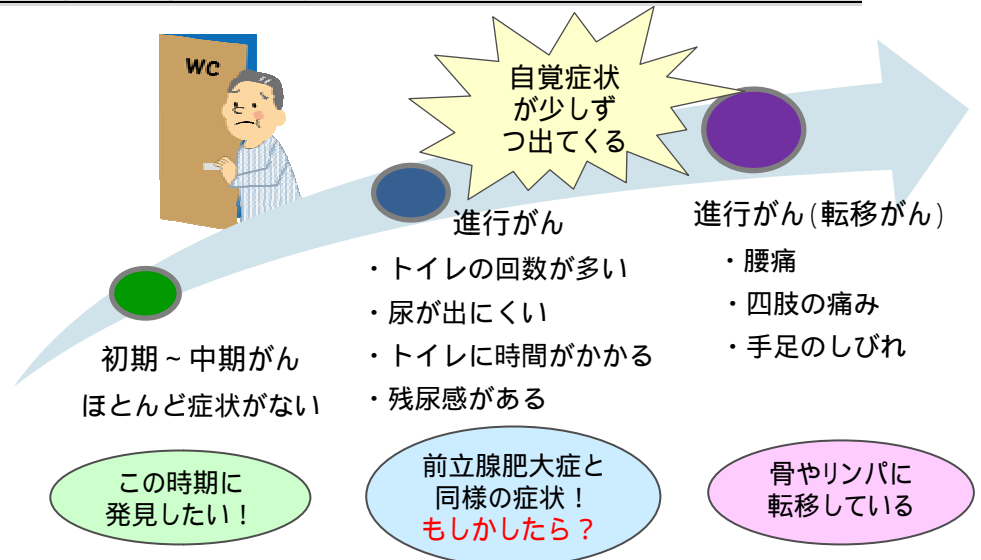 WC
自覚症状
が少しず
つ出てくる
初期~中期がん
ほとんど症状がない
この時期に
発見したい!
進行がん
・トイレの回数が多い
・尿が出にくい
・トイレに時間がかかる
・残尿感がある
前立腺肥大症と
同様の症状!
もしかしたら?
進行がん(転移がん)
・腰痛
・四肢の痛み
・手足のしびれ
骨やリンパに
転移している